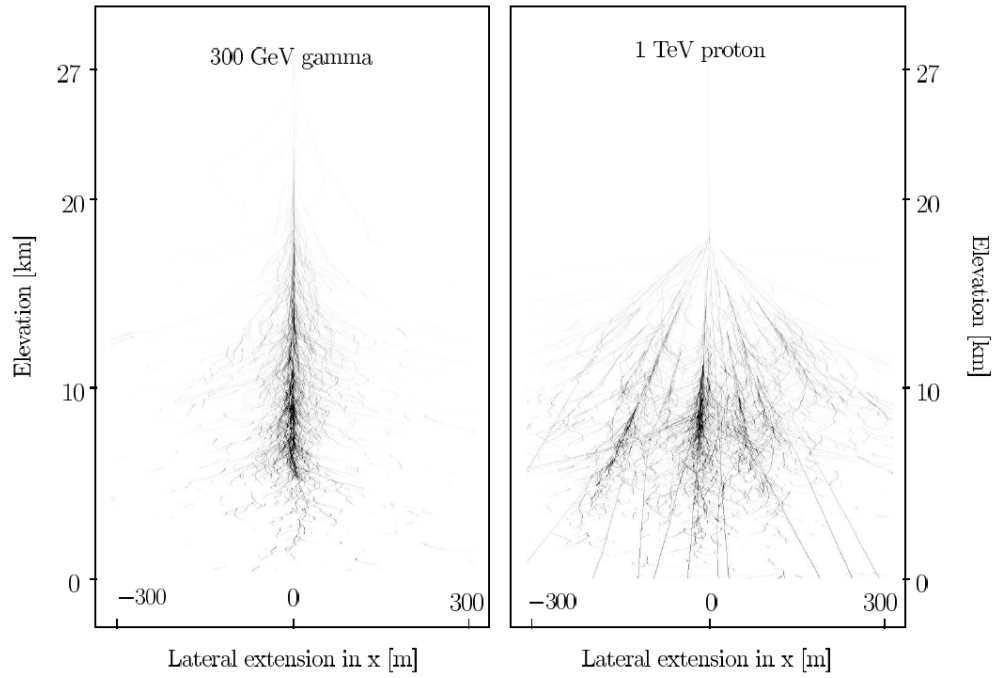 300 GeV gamma
27
20
10
0
Elevation [km]
−300
0
300
Lateral extension in x [m]
1 TeV proton
27
20
10
0
Elevation [km]
−300
0
300
Lateral extension in x [m]